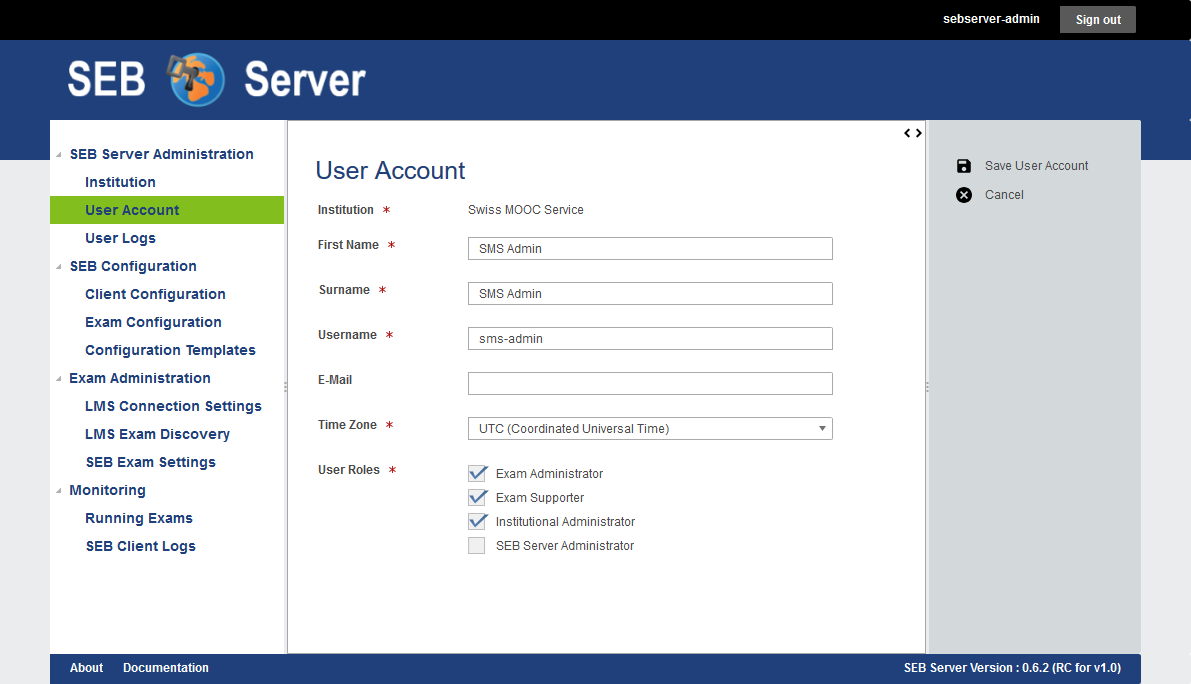 sebserver-admin Sign out
SEB Server
SEB Server Administration
Institution
User Account
User Logs
SEB Configuration
Client Configuration
Exam Configuration
Configuration Templates
Exam Administration
LMS Connection Settings
LMS Exam Discovery
SEB Exam Settings
Monitoring
Running Exams
SEB Client Logs
User Account
Institution * Swiss MOOC Service
First Name * SMS Admin
Surname * SMS Admin
Username * sms-admin
E-Mail
Time Zone * UTC (Coordinated Universal Time)
User Roles * Exam Administrator
Exam Supporter
Institutional Administrator
SEB Server Administrator
Save User Account
Cancel
About Documentation SEB Server Version : 0.6.2 (RC for v1.0)